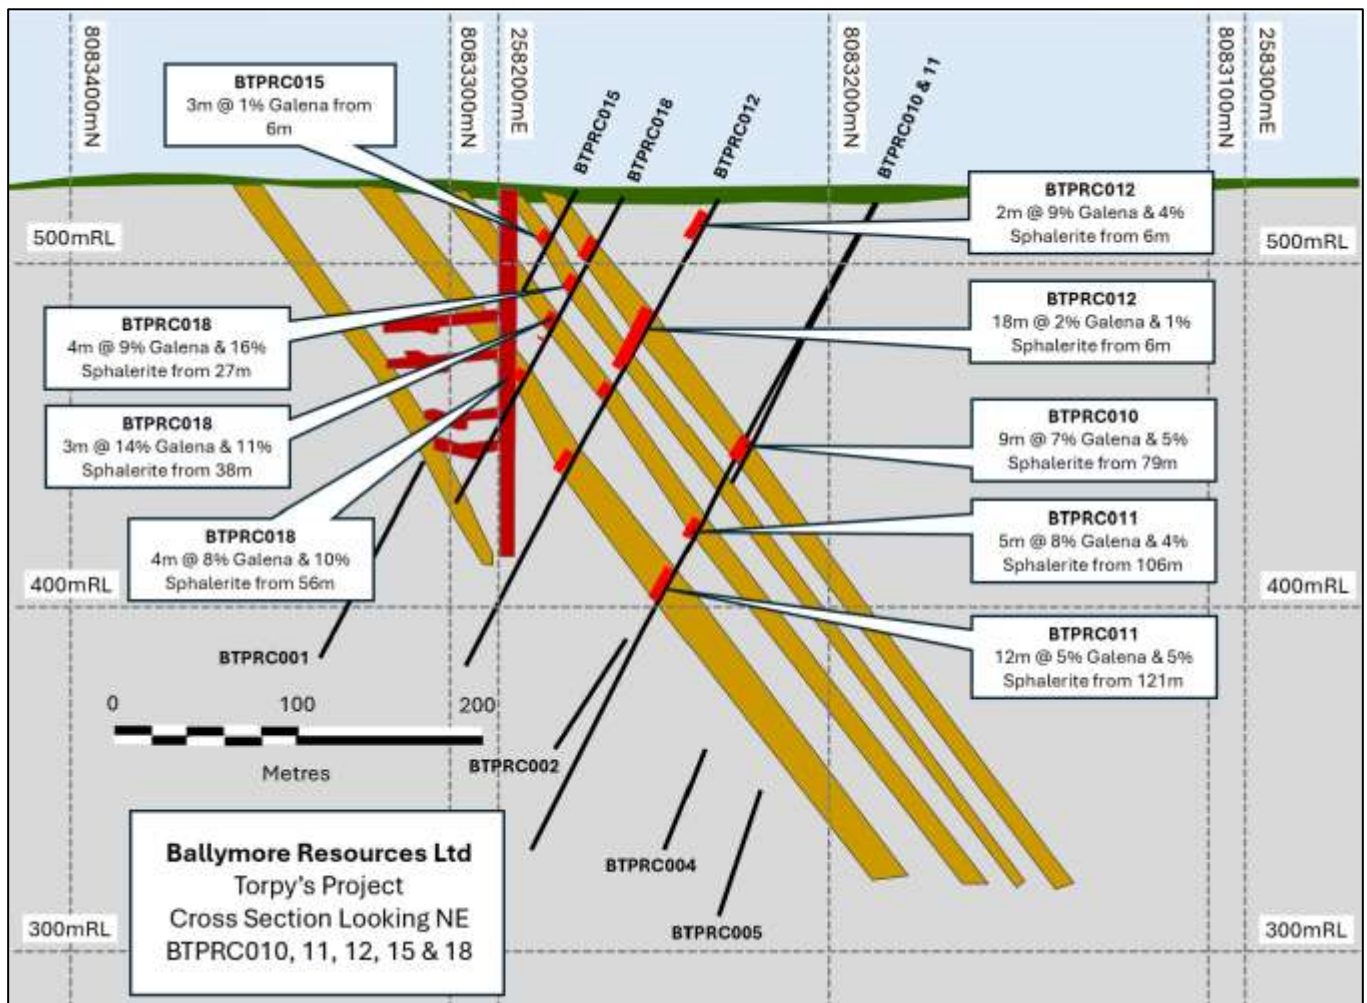 8083400mN
8083300mN
258200mE
8083200mN
8083100mN
258300mE
BTPRC015
BTPRC018
BTPRC012
BTPRC010 & 11
BTPRC015
3m @ 1% Galena from
6m
BTPRC012
2m @ 9% Galena & 4%
Sphalerite from 6m
500mRL
500mRL
BTPRC012
18m @ 2% Galena & 1%
Sphalerite from 6m
BTPRC018
4m @ 9% Galena & 16%
Sphalerite from 27m
BTPRC018
3m @ 14% Galena & 11%
Sphalerite from 38m
BTPRC010
9m @ 7% Galena & 5%
Sphalerite from 79m
BTPRC018
4m @ 8% Galena & 10%
Sphalerite from 56m
BTPRC011
5m @ 8% Galena & 4%
Sphalerite from 106m
400mRL
400mRL
BTPRC011
12m @ 5% Galena & 5%
Sphalerite from 121m
BTPRC001
0 100 200
Metres
BTPRC002
BTPRC004
BTPRC005
Ballymore Resources Ltd
Torpy's Project
Cross Section Looking NE
BTPRC010, 11, 12, 15 & 18
300mRL
300mRL